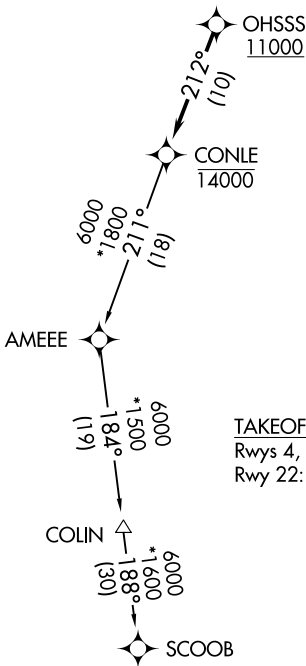 OHSSS
11000
212°
(10)
CONLE
14000
6000
*1800
211°
(18)
AMEEE
6000
*1500
184°
(19)
TAKEOF
Rwys 4,
Rwy 22:
COLIN
6000
*1600
188°
(30)
SCOOB